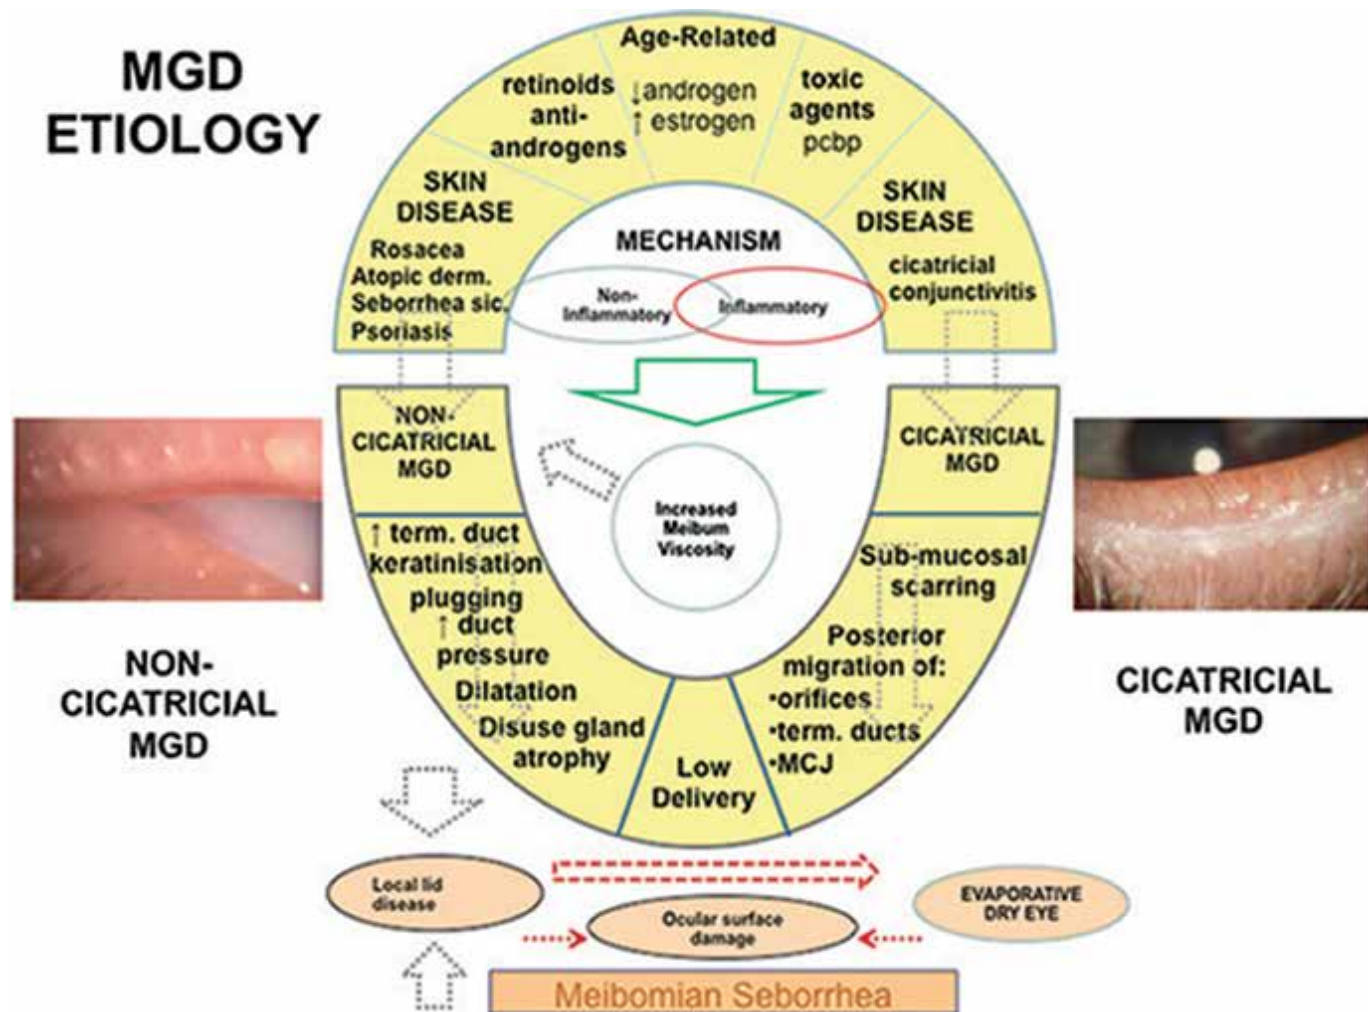 MGD
ETIOLOGY
Age-Related
↓androgen
↑ estrogen
retinoids
anti-
androgens
toxic
agents
pcbp
SKIN
DISEASE
Rosacea
Atopic derm.
Seborrhea sic.
Psoriasis
SKIN
DISEASE
cicatricial
conjunctivitis
MECHANISM
Non-
Inflammatory
Inflammatory
NON-
CICATRICIAL
MGD
CICATRICIAL
MGD
Increased
Meibum
Viscosity
↑ term. duct
keratinisation
plugging
↑ duct
pressure
Dilatation
Disuse gland
atrophy
Sub-mucosal
scarring
Posterior
migration of:
•orifices
•term. ducts
•MCJ
Low
Delivery
NON-
CICATRICIAL
MGD
CICATRICIAL
MGD
Local lid
disease
Ocular surface
damage
EVAPORATIVE
DRY EYE
Meibomian Seborrhea